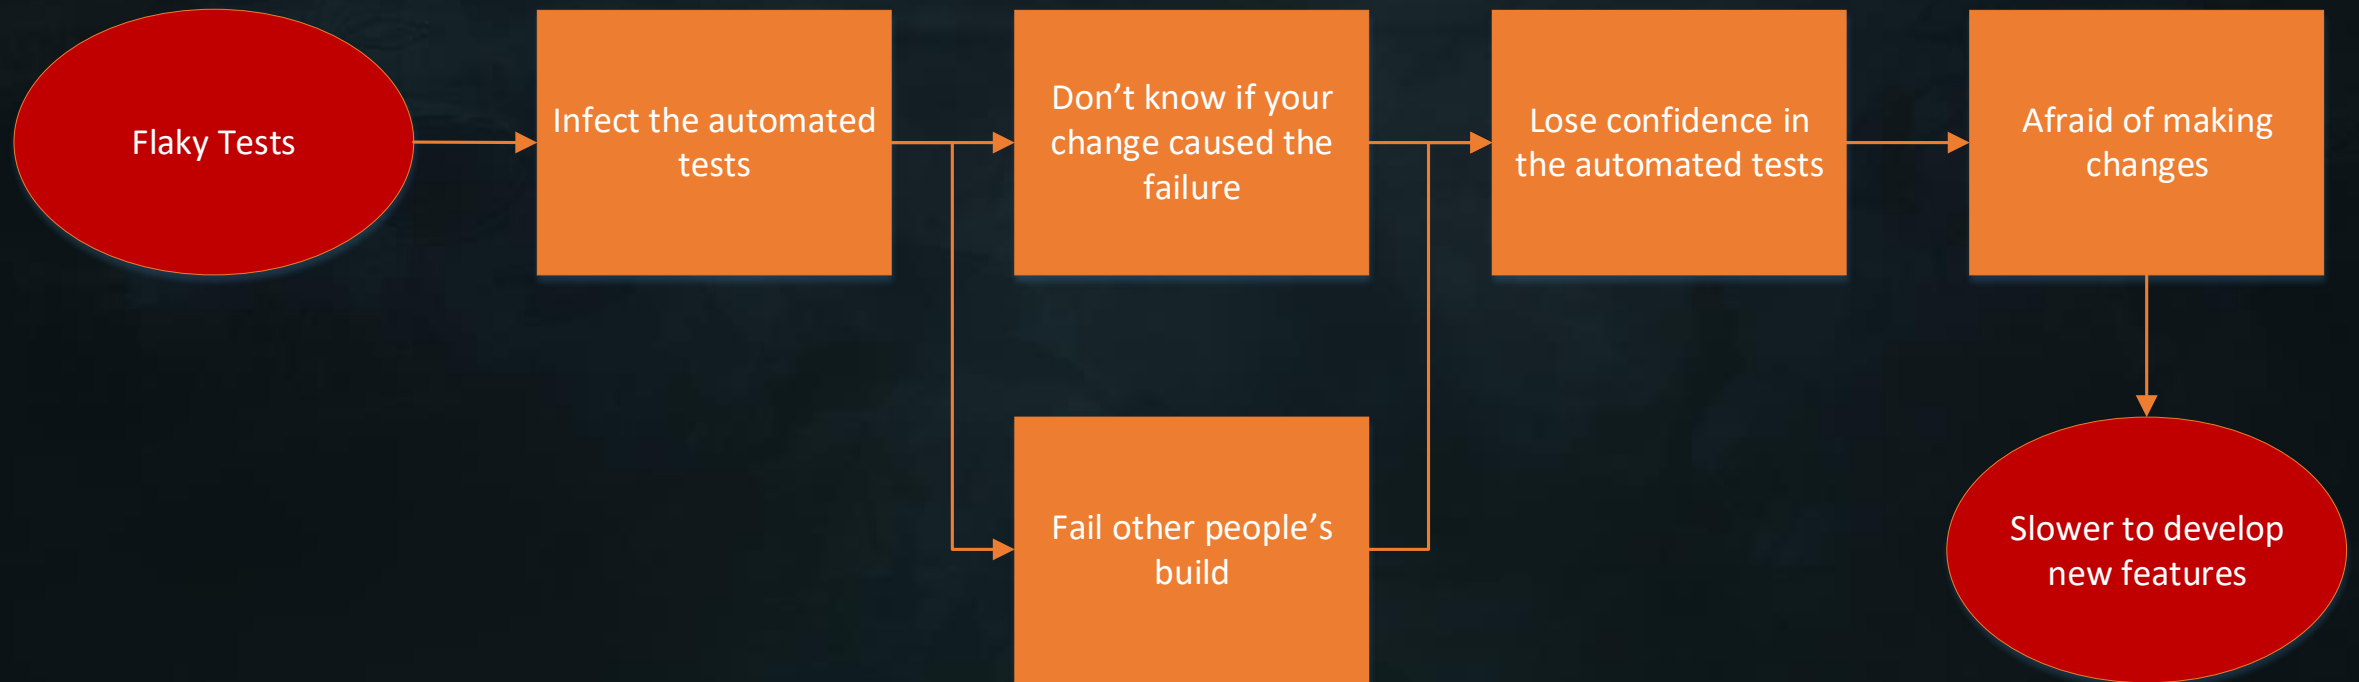 Flaky Tests
Infect the automated
tests
Don’t know if your
change caused the
failure
Lose confidence in
the automated tests
Afraid of making
changes
Fail other people’s
build
Slower to develop
new features